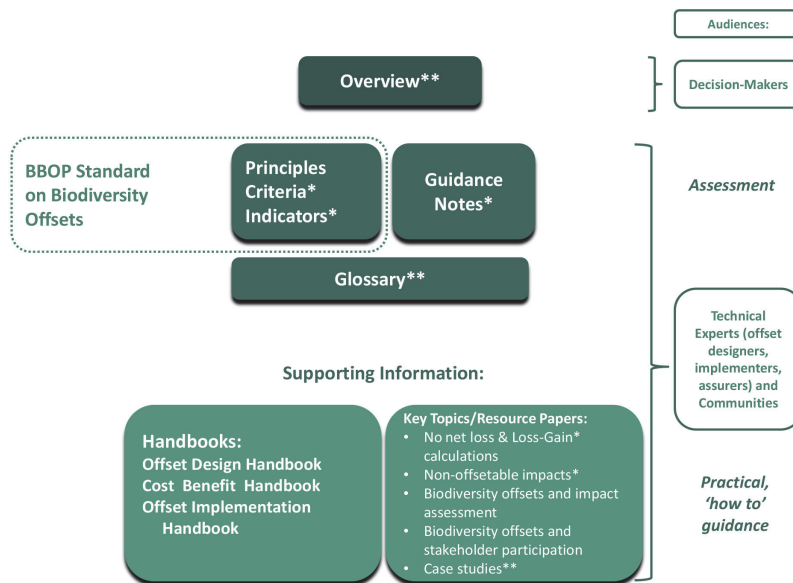 Audiences:
Overview**
Decision-Makers
BBOP Standard
on Biodiversity
Offsets
Principles
Criteria*
Indicators*
Guidance
Notes*
Assessment
Glossary**
Technical
Experts (offset
designers,
implementers,
assurers) and
Communities
Supporting Information:
Handbooks:
Offset Design Handbook
Cost Benefit Handbook
Offset Implementation
Handbook
Key Topics/Resource Papers:
• No net loss & Loss-Gain*
calculations
• Non-offsetable impacts*
• Biodiversity offsets and impact
assessment
• Biodiversity offsets and
stakeholder participation
• Case studies**
Practical,
‘how to’
guidance